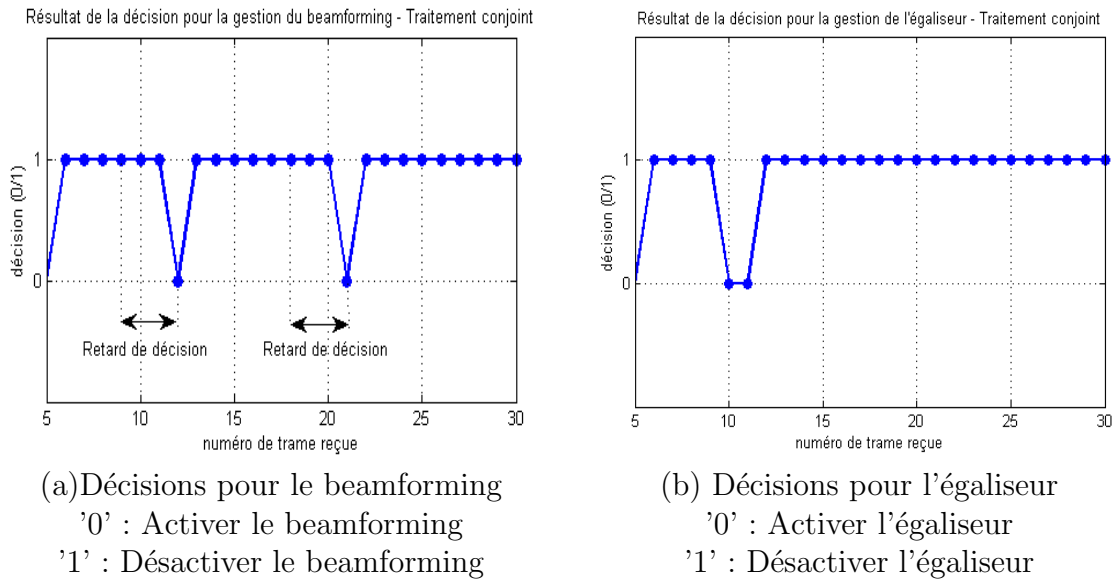 Résultat de la décision pour la gestion du beamforming - Traitement conjoint
décision (0/1)
1
0
Retard de décision
Retard de décision
5 10 15 20 25 30
numéro de trame reçue
(a)Décisions pour le beamforming
'0' : Activer le beamforming
'1' : Désactiver le beamforming
Résultat de la décision pour la gestion de l'égaliseur - Traitement conjoint
décision (0/1)
1
0
5 10 15 20 25 30
numéro de trame reçue
(b) Décisions pour l'égaliseur
'0' : Activer l'égaliseur
'1' : Désactiver l'égaliseur